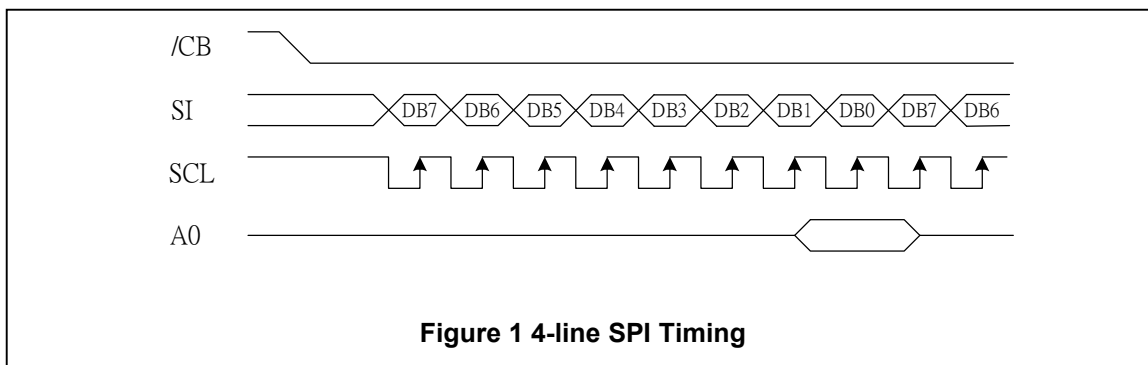 /CB
SI DB7 DB6 DB5 DB4 DB3 DB2 DB1 DB0 DB7 DB6
SCL
A0
Figure 1 4-line SPI Timing